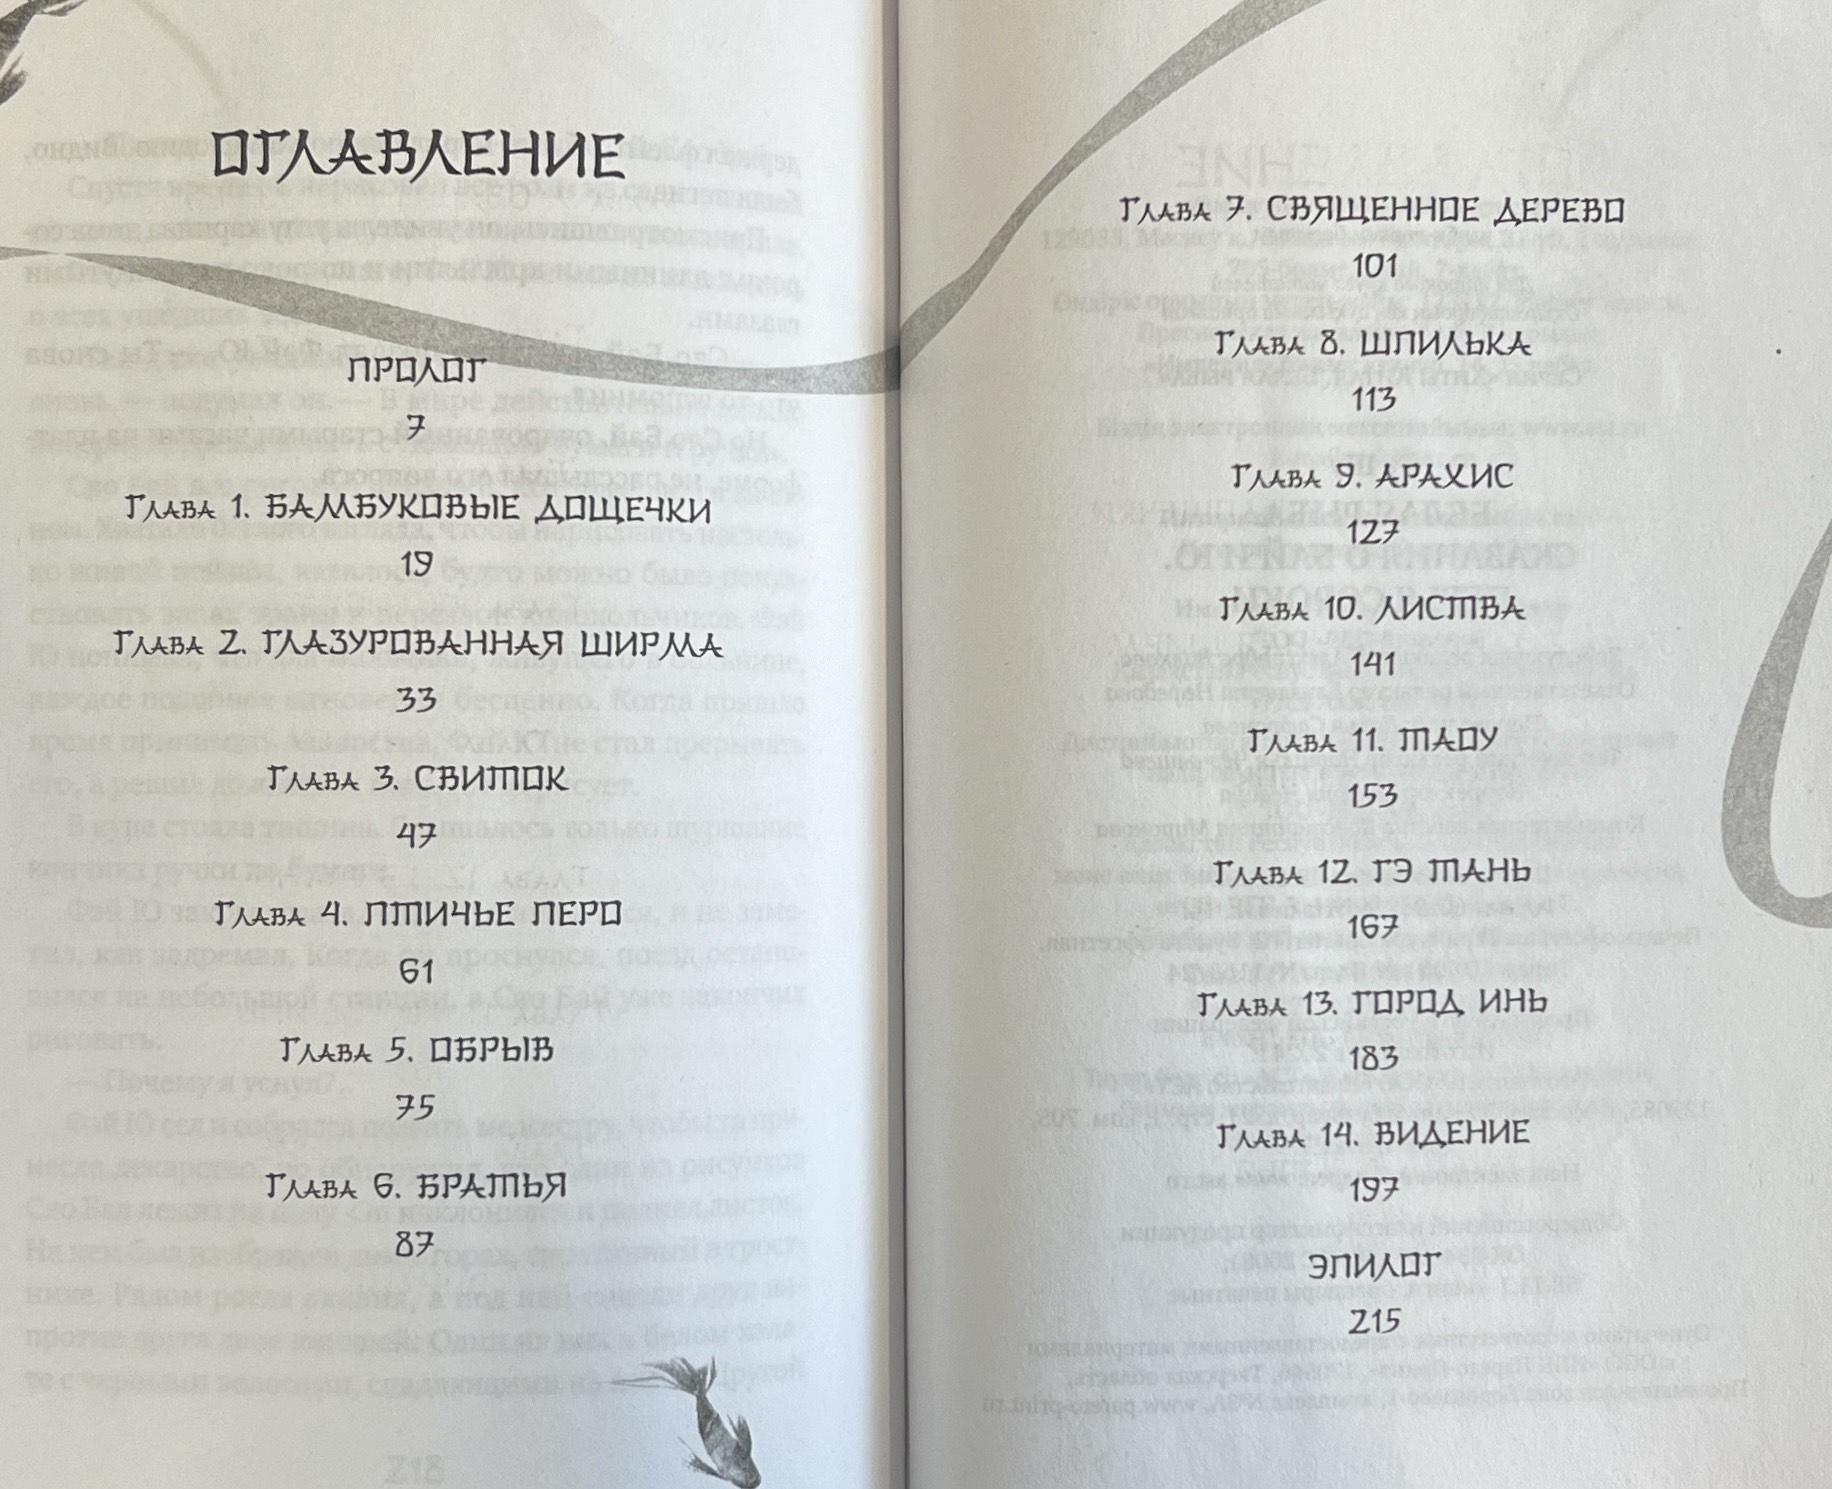 ОГЛАВЛЕНИЕ
ПРОЛОГ
7
Глава 1. БАМБУКОВЫЕ ДОЩЕЧКИ
19
Глава 2. ГЛАЗУРОВАННАЯ ШИРМА
33
Глава 3. СВИТОК
47
Глава 4. ПТИЧЬЕ ПЕРО
61
Глава 5. ОБРЫВ
75
Глава 6. БРАТЬЯ
87
Глава 7. СВЯЩЕННОЕ ДЕРЕВО
101
Глава 8. ШПИЛЬКА
113
Глава 9. АРАХИС
127
Глава 10. ЛИСТВА
141
Глава 11. ТАОУ
153
Глава 12. ГЭ ТАНЬ
167
Глава 13. ГОРОД ИНЬ
183
Глава 14. ВИДЕНИЕ
197
ЭПИЛОГ
215